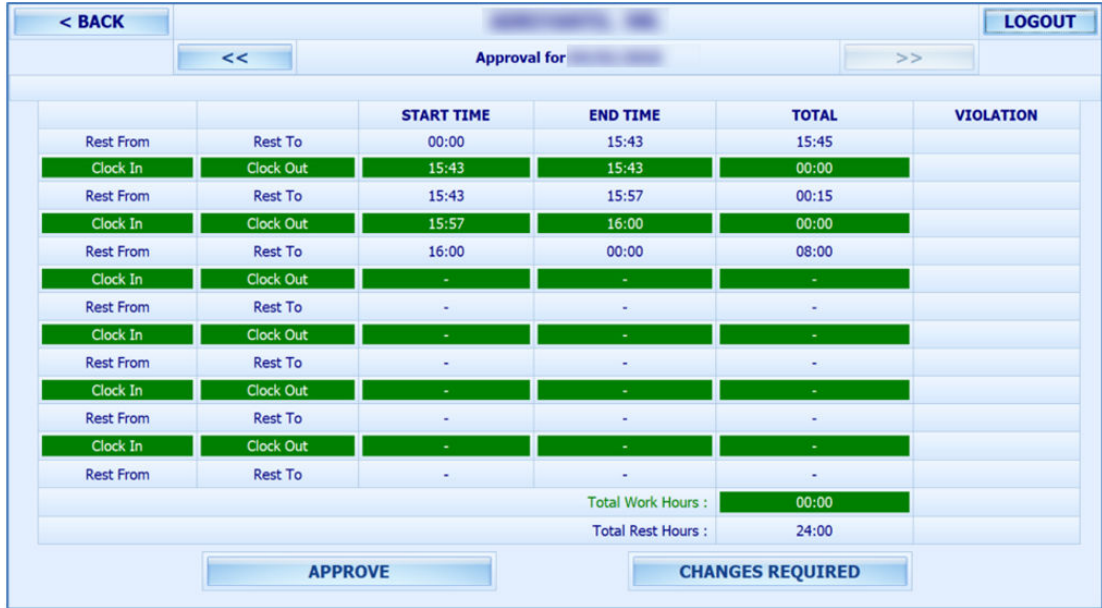 < BACK LOGOUT
<< Approval for >>
START TIME END TIME TOTAL VIOLATION
Rest From Rest To 00:00 15:43 15:45
Clock In Clock Out 15:43 15:43 00:00
Rest From Rest To 15:43 15:57 00:15
Clock In Clock Out 15:57 16:00 00:00
Rest From Rest To 16:00 00:00 08:00
Clock In Clock Out - - -
Rest From Rest To - - -
Clock In Clock Out - - -
Rest From Rest To - - -
Clock In Clock Out - - -
Rest From Rest To - - -
Clock In Clock Out - - -
Rest From Rest To - - -
Total Work Hours : 00:00
Total Rest Hours : 24:00
APPROVE CHANGES REQUIRED